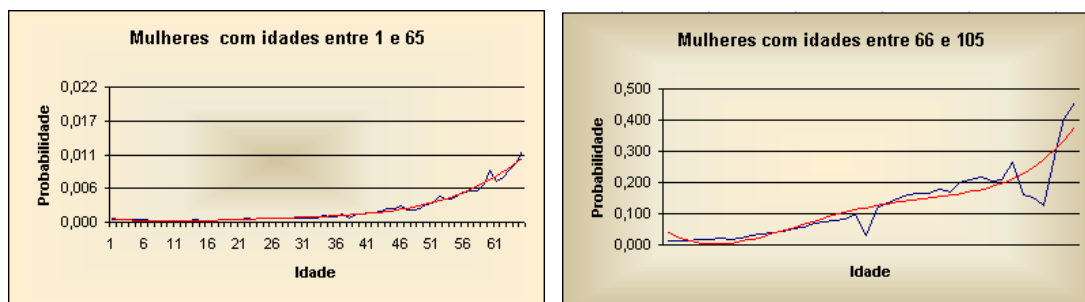 Mulheres com idades entre 1 e 65
Probabilidade
0,022
0,017
0,011
0,006
0,000
1 6 11 16 21 26 31 36 41 46 51 56 61
Idade
Mulheres com idades entre 66 e 105
Probabilidade
0,500
0,400
0,300
0,200
0,100
0,000
Idade